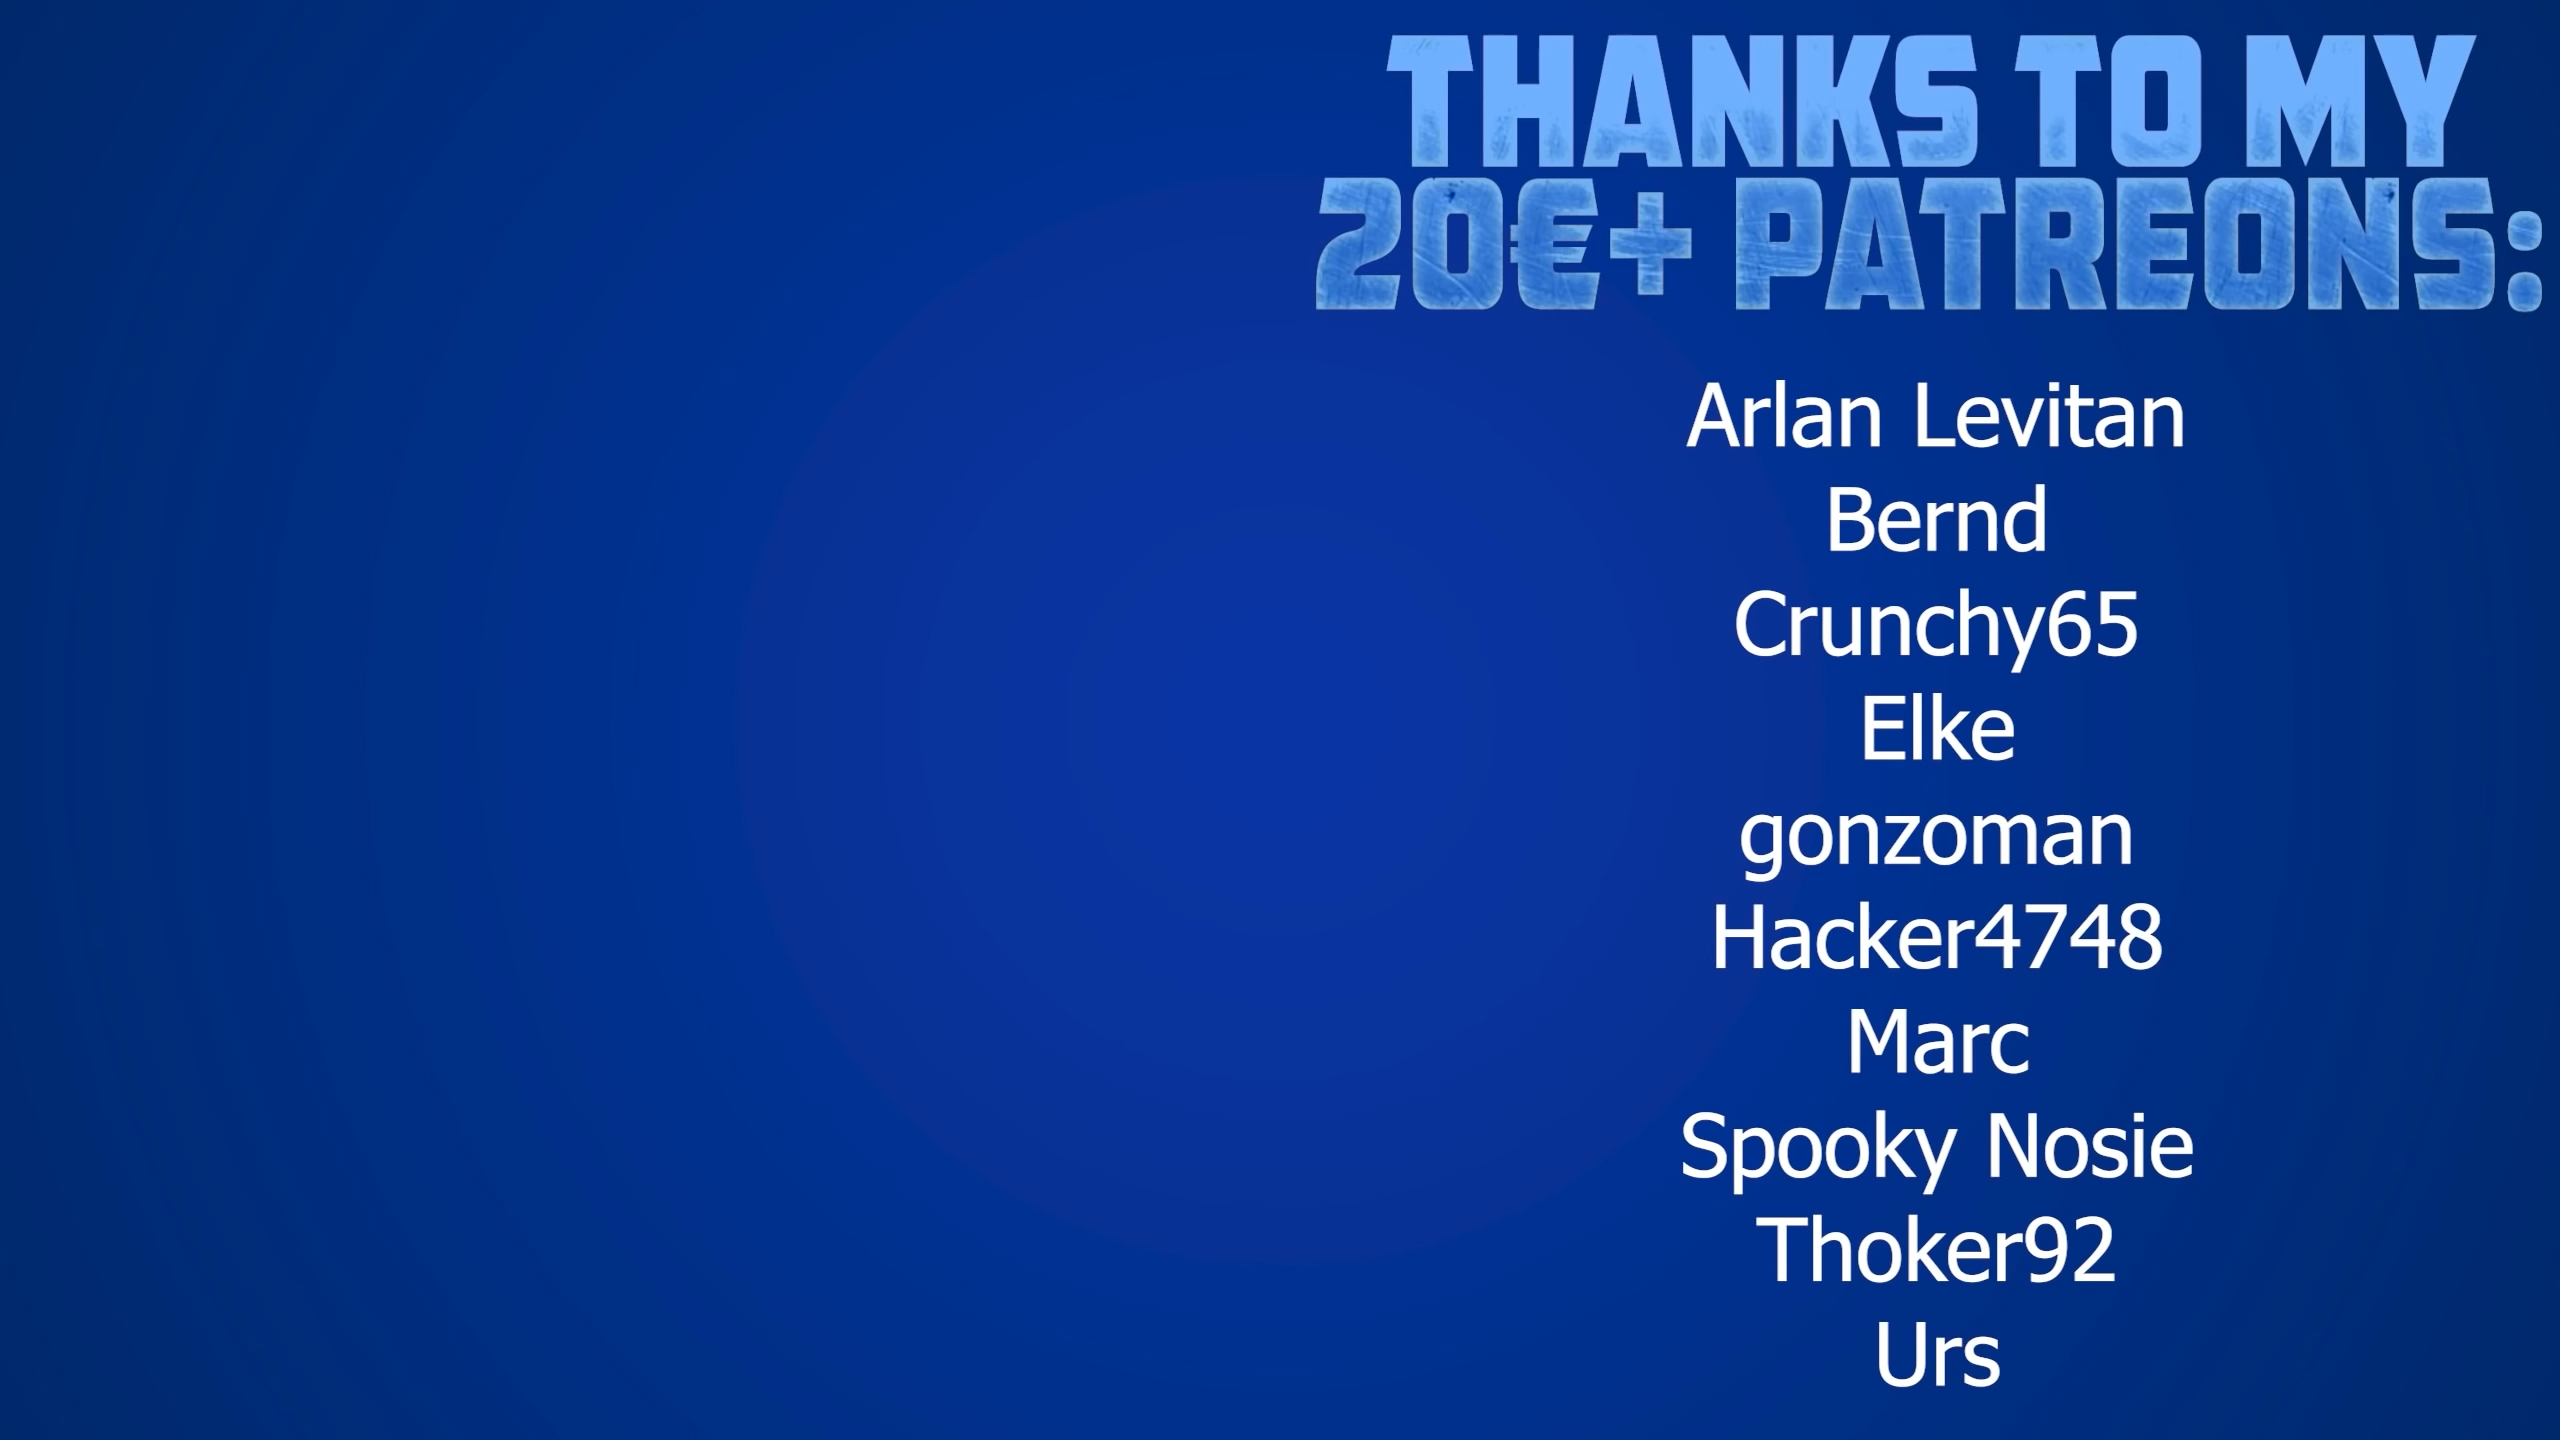 THANKS TO MY
20€+ PATREONS:
Arlan Levitan
Bernd
Crunchy65
Elke
gonzoman
Hacker4748
Marc
Spooky Nosie
Thoker92
Urs